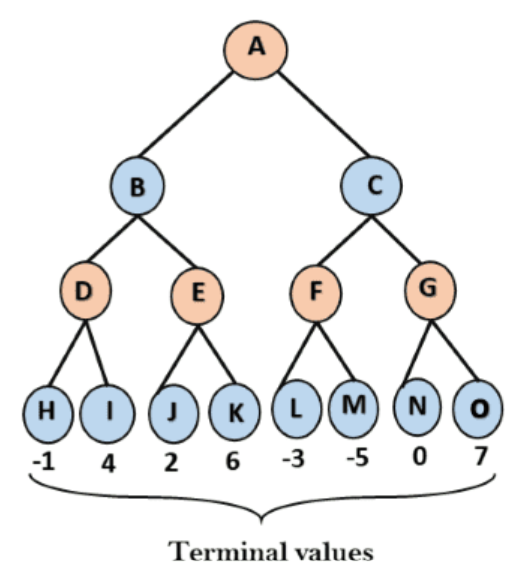 A
B C
D E F G
H I J K L M N O
-1 4 2 6 -3 -5 0 7
Terminal values